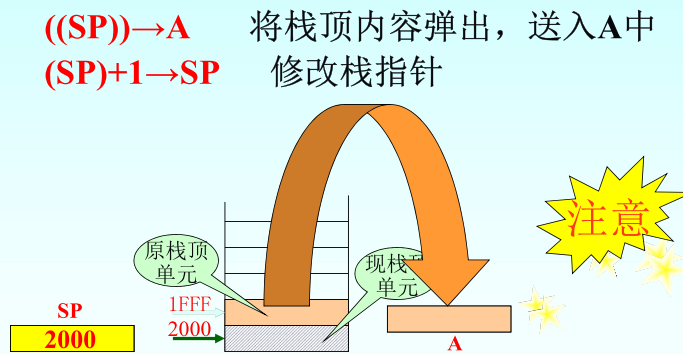 ((SP))→A 将栈顶内容弹出，送入A中
(SP)+1→SP 修改栈指针
注意
原栈顶
单元
现栈
单元
1FFF
SP
2000
2000
A